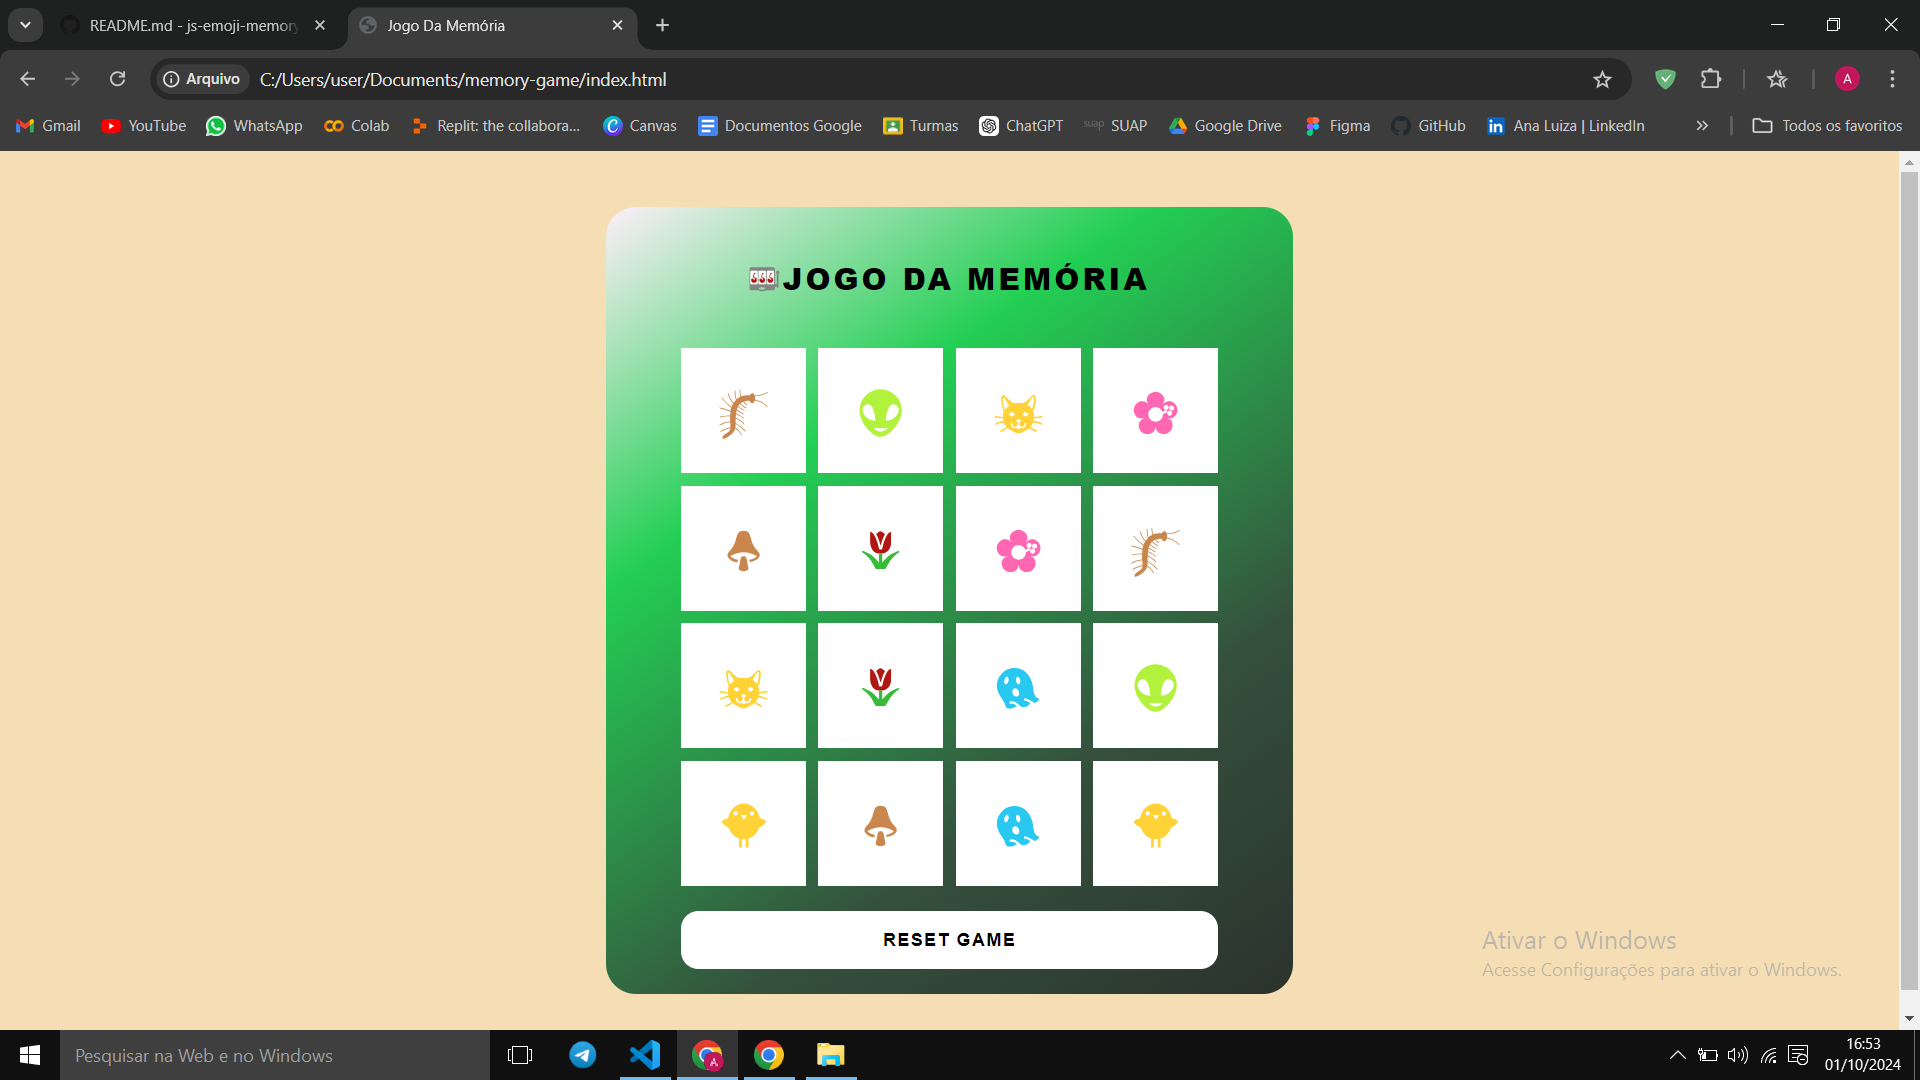 README.md - js-emoji-memor
Jogo Da Memória
Arquivo
C:/Users/user/Documents/memory-game/index.html
A
Gmail
YouTube
WhatsApp
Colab
Replit: the collabora...
Canvas
Documentos Google
Turmas
ChatGPT
suap
SUAP
Google Drive
Figma
GitHub
Ana Luiza | LinkedIn
Todos os favoritos
JOGO DA MEMÓRIA
RESET GAME
Ativar o Windows
Acesse Configurações para ativar o Windows.
Pesquisar na Web e no Windows
A
16:53
01/10/2024